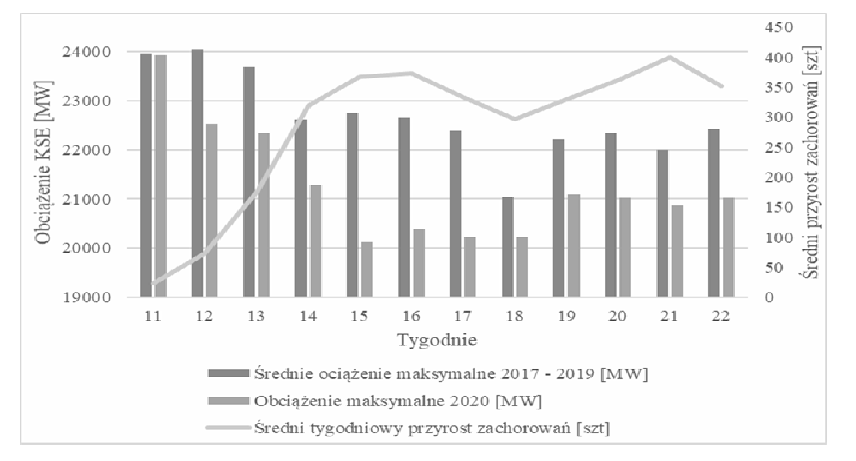 Obciążenie KSE [MW]
24000
23000
22000
21000
20000
19000
450
400
350
300
250
200
150
100
50
0
Średni przyrost zachorowań [szt]
11 12 13 14 15 16 17 18 19 20 21 22
Tygodnie
Średnie ociążenie maksymalne 2017 - 2019 [MW]
Obciążenie maksymalne 2020 [MW]
Średni tygodniowy przyrost zachorowań [szt]